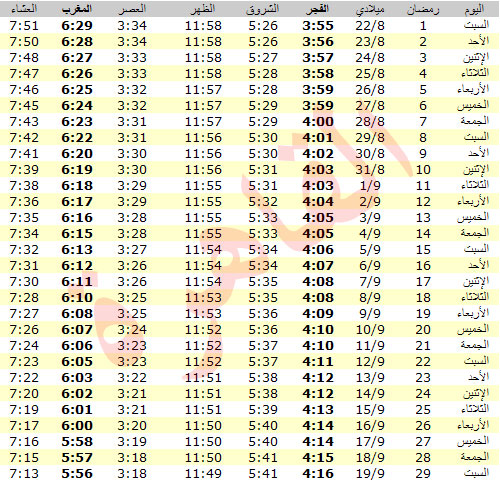 اليوم رمضان ميلادي الفجر الشروق الظهر العصر المغرب العشاء
السبت 1 22/8 3:55 5:26 11:58 3:34 6:29 7:51
الأحد 2 23/8 3:56 5:26 11:58 3:34 6:28 7:50
الإثنين 3 24/8 3:57 5:27 11:58 3:33 6:27 7:48
الثلاثاء 4 25/8 3:58 5:28 11:58 3:33 6:26 7:47
الأربعاء 5 26/8 3:59 5:28 11:57 3:32 6:25 7:46
الخميس 6 27/8 3:59 5:29 11:57 3:32 6:24 7:45
الجمعة 7 28/8 4:00 5:29 11:57 3:31 6:23 7:43
السبت 8 29/8 4:01 5:30 11:56 3:31 6:22 7:42
الأحد 9 30/8 4:02 5:30 11:56 3:30 6:20 7:41
الإثنين 10 31/8 4:03 5:31 11:56 3:30 6:19 7:39
الثلاثاء 11 1/9 4:03 5:31 11:55 3:29 6:18 7:38
الأربعاء 12 2/9 4:04 5:32 11:55 3:29 6:17 7:36
الخميس 13 3/9 4:05 5:33 11:55 3:28 6:16 7:35
الجمعة 14 4/9 4:05 5:33 11:55 3:28 6:15 7:34
السبت 15 5/9 4:06 5:34 11:54 3:27 6:13 7:32
الأحد 16 6/9 4:07 5:34 11:54 3:26 6:12 7:31
الإثنين 17 7/9 4:08 5:35 11:54 3:26 6:11 7:30
الثلاثاء 18 8/9 4:08 5:35 11:53 3:25 6:10 7:28
الأربعاء 19 9/9 4:09 5:36 11:53 3:25 6:08 7:27
الخميس 20 10/9 4:10 5:36 11:52 3:24 6:07 7:26
الجمعة 21 11/9 4:10 5:37 11:52 3:23 6:06 7:24
السبت 22 12/9 4:11 5:37 11:52 3:22 6:05 7:23
الأحد 23 13/9 4:12 5:38 11:51 3:22 6:03 7:22
الإثنين 24 14/9 4:12 5:38 11:51 3:21 6:02 7:20
الثلاثاء 25 15/9 4:13 5:39 11:51 3:21 6:01 7:19
الأربعاء 26 16/9 4:14 5:40 11:50 3:20 6:00 7:17
الخميس 27 17/9 4:14 5:40 11:50 3:19 5:58 7:16
الجمعة 28 18/9 4:15 5:41 11:50 3:18 5:57 7:15
السبت 29 19/9 4:16 5:41 11:49 3:18 5:56 7:13
القاهرة